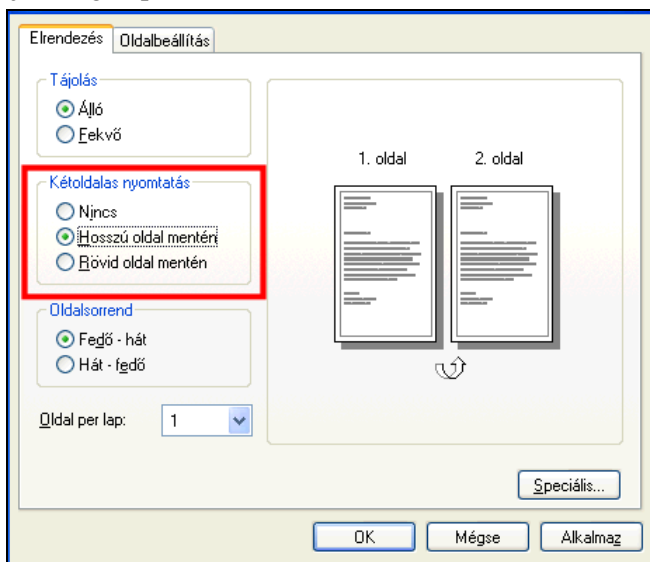 Elrendezés Oldalbeállítás
Tájolás
Álló
Fekvő
Kétoldalas nyomtatás
Nincs
Hosszú oldal mentén
Rövid oldal mentén
Oldalsorrend
Fedő - hát
Hát - fedő
Oldal per lap: 1
1. oldal 2. oldal
Speciális...
OK Mégse Alkalmaz